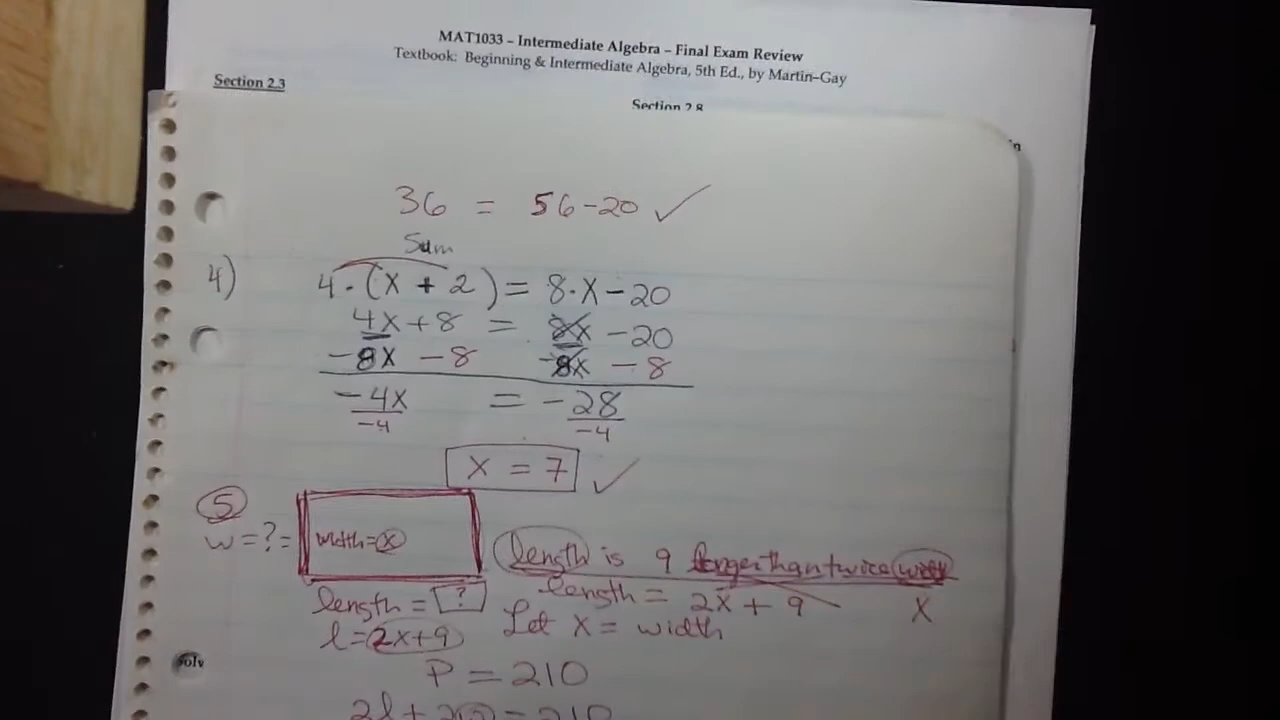 MAT1033 – Intermediate Algebra – Final Exam Review
Textbook: Beginning & Intermediate Algebra, 5th Ed., by Martin–Gay
Section 2.3
Section 2.8
36 = 56-20 ✓
Sum
4) 4·(x+2) = 8·x-20
4x+8 = 8x-20
-8x -8 -8x -8
-4x = -28
-4 -4
x = 7 ✓
5
w=?= width=x
length is 9 longer than twice width
length = 2x+9 x
length = ?
Let x = width
l=2x+9
P = 210
solv